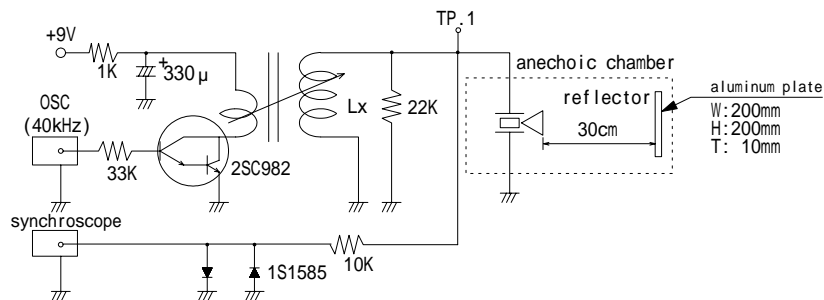 TP.1
+9V
1K
330μ
anechoic chamber
aluminum plate
reflector
W:200mm
H:200mm
T: 10mm
OSC
(40kHz)
Lx
22K
30cm
33K
2SC982
synchroscope
1S1585
10K